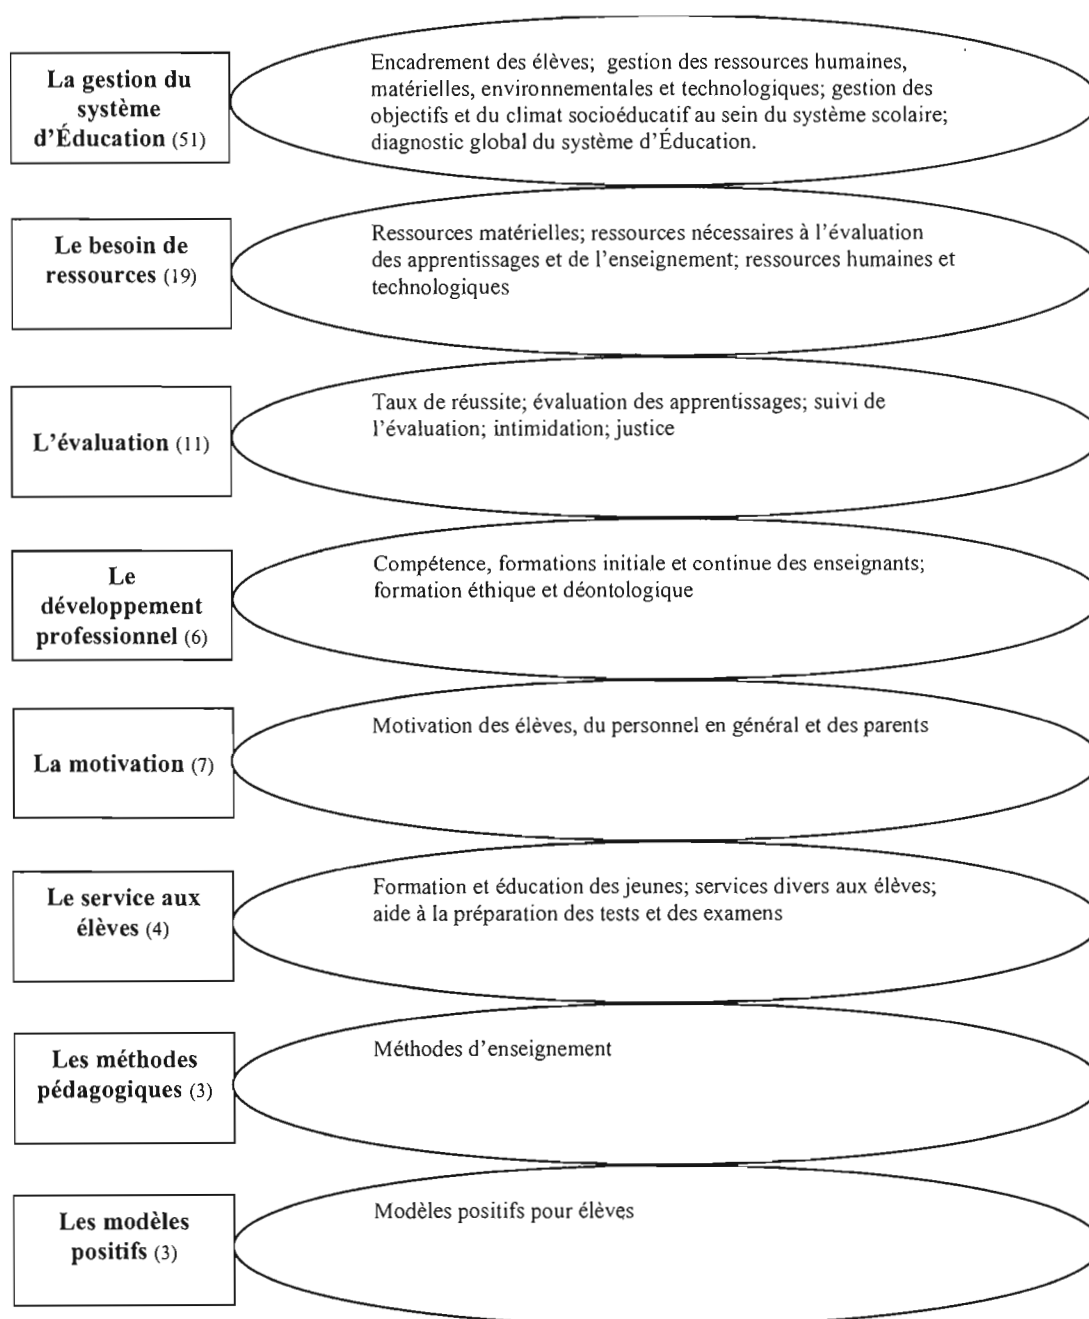 La gestion du
système
d'Éducation (51)
Encadrement des élèves; gestion des ressources humaines,
matérielles, environnementales et technologiques; gestion des
objectifs et du climat socioéducatif au sein du système scolaire;
diagnostic global du système d'Éducation.
Le besoin de
ressources (19)
Ressources matérielles; ressources nécessaires à l'évaluation
des apprentissages et de l'enseignement; ressources humaines et
technologiques
L'évaluation (11)
Taux de réussite; évaluation des apprentissages; suivi de
l'évaluation; intimidation; justice
Le
développement
professionnel (6)
Compétence, formations initiale et continue des enseignants;
formation éthique et déontologique
La motivation (7)
Motivation des élèves, du personnel en général et des parents
Le service aux
élèves (4)
Formation et éducation des jeunes; services divers aux élèves;
aide à la préparation des tests et des examens
Les méthodes
pédagogiques (3)
Méthodes d'enseignement
Les modèles
positifs (3)
Modèles positifs pour élèves